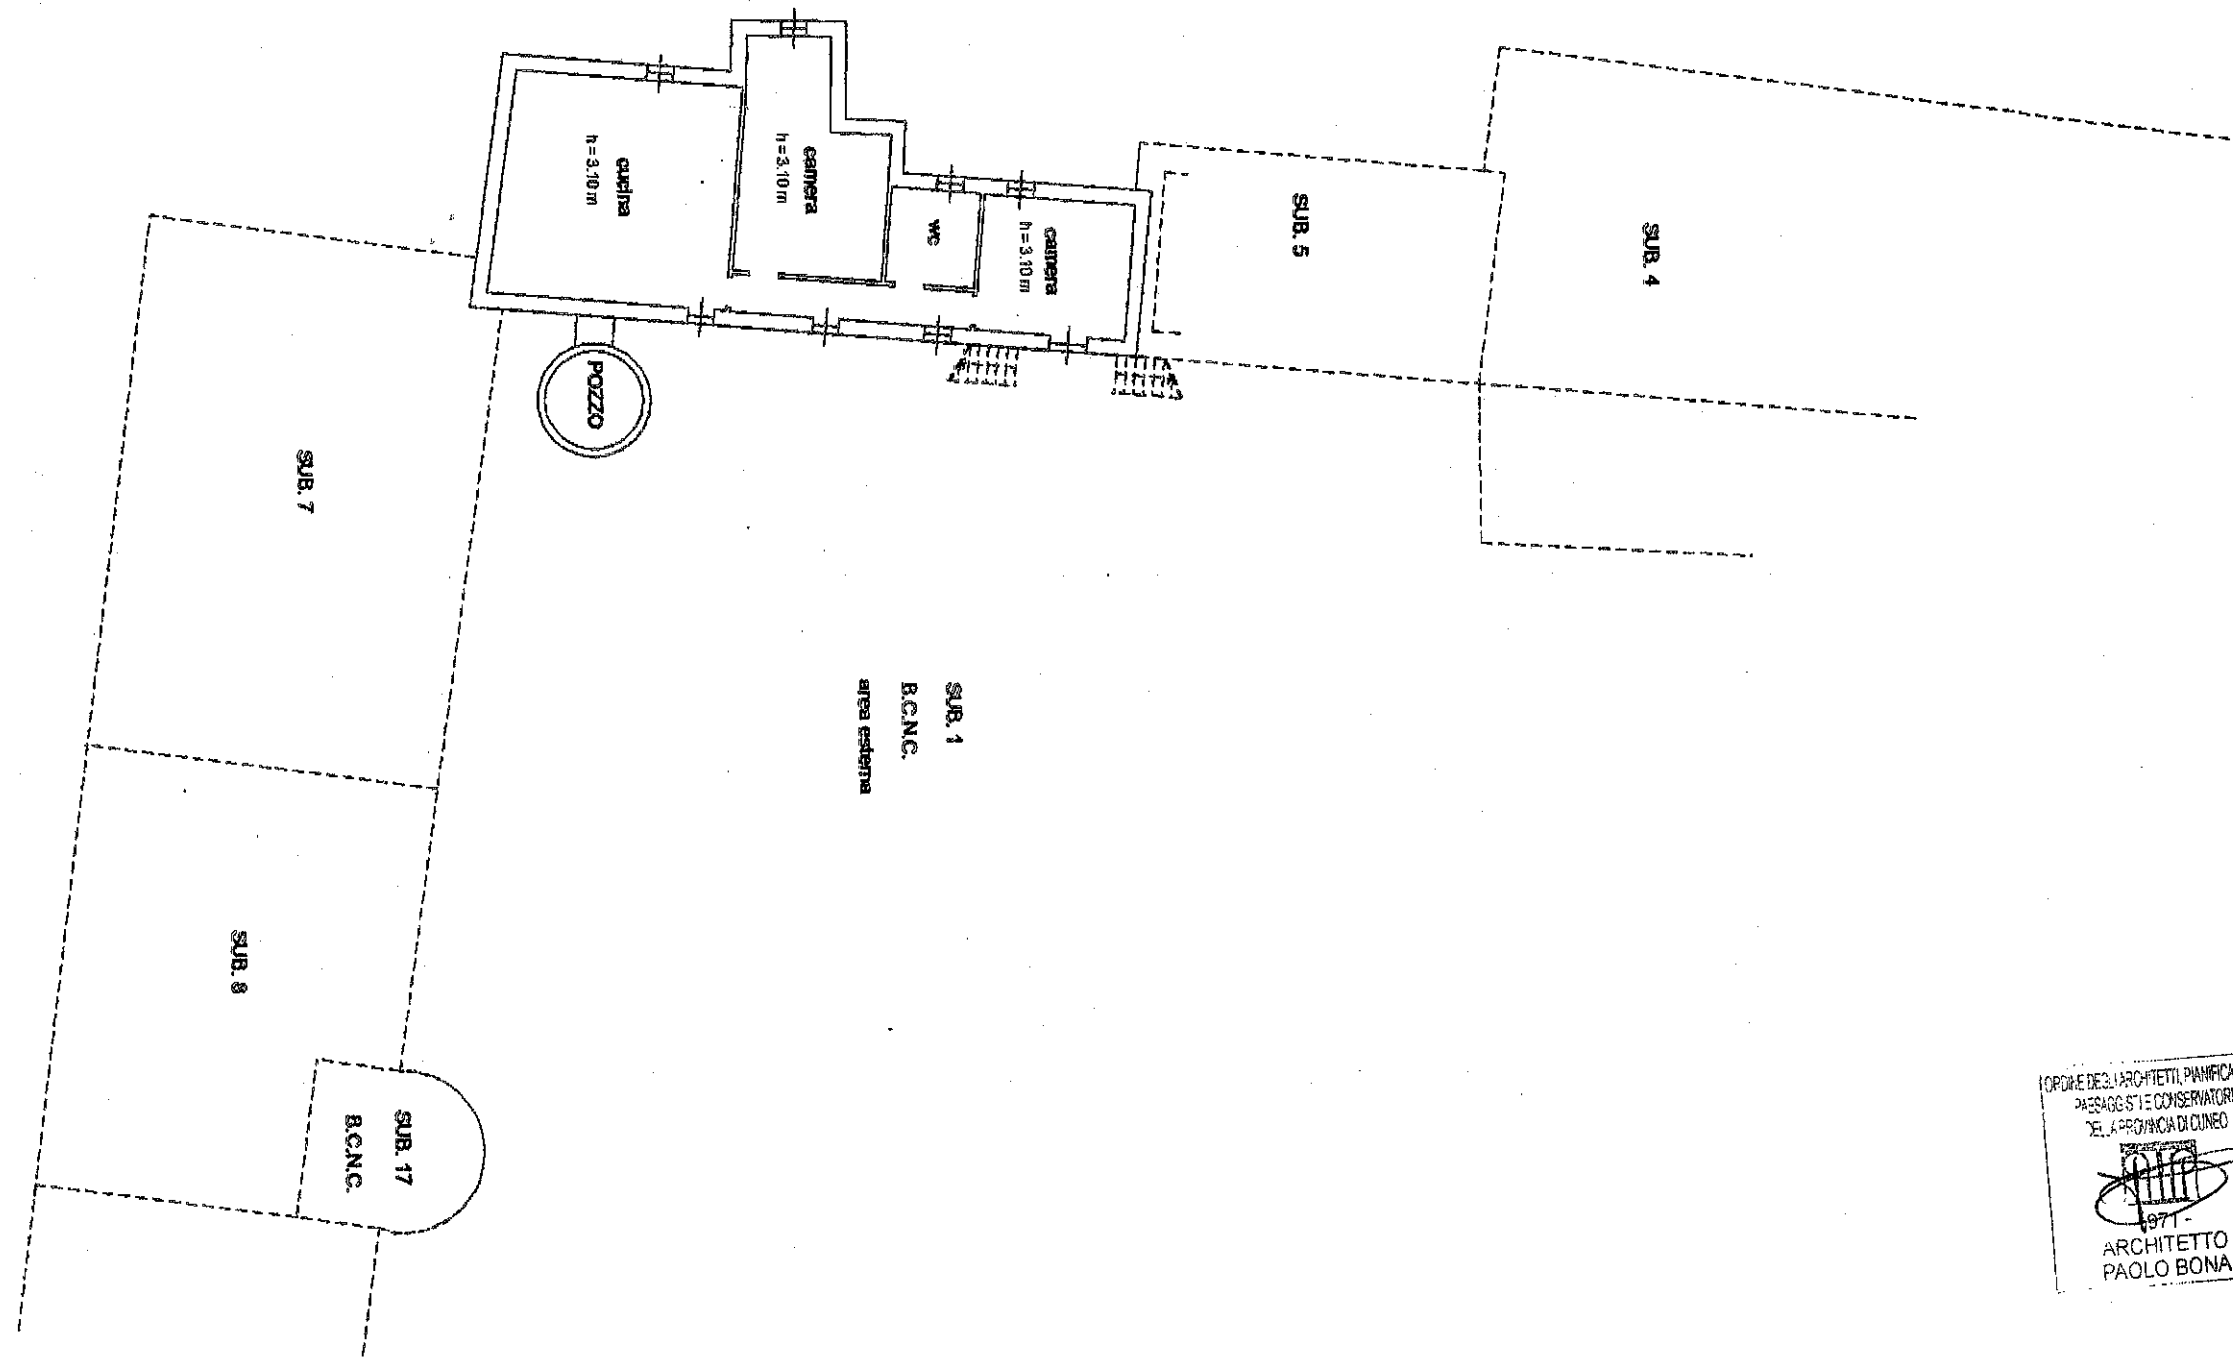 cucina
h = 3.10 m
camera
h = 3.10 m
wc
camera
h = 3.10 m
SUB. 5
SUB. 4
POZZO
SUB. 7
SUB. 1
B.C.N.C.
area esterna
SUB. 8
SUB. 17
B.C.N.C.
ORDINE DEGLI ARCHITETTI, PIANIFICA
PAESAGGISTI E CONSERVATORI
DELLA PROVINCIA DI CUNEO
971 -
ARCHITETTO
PAOLO BONA